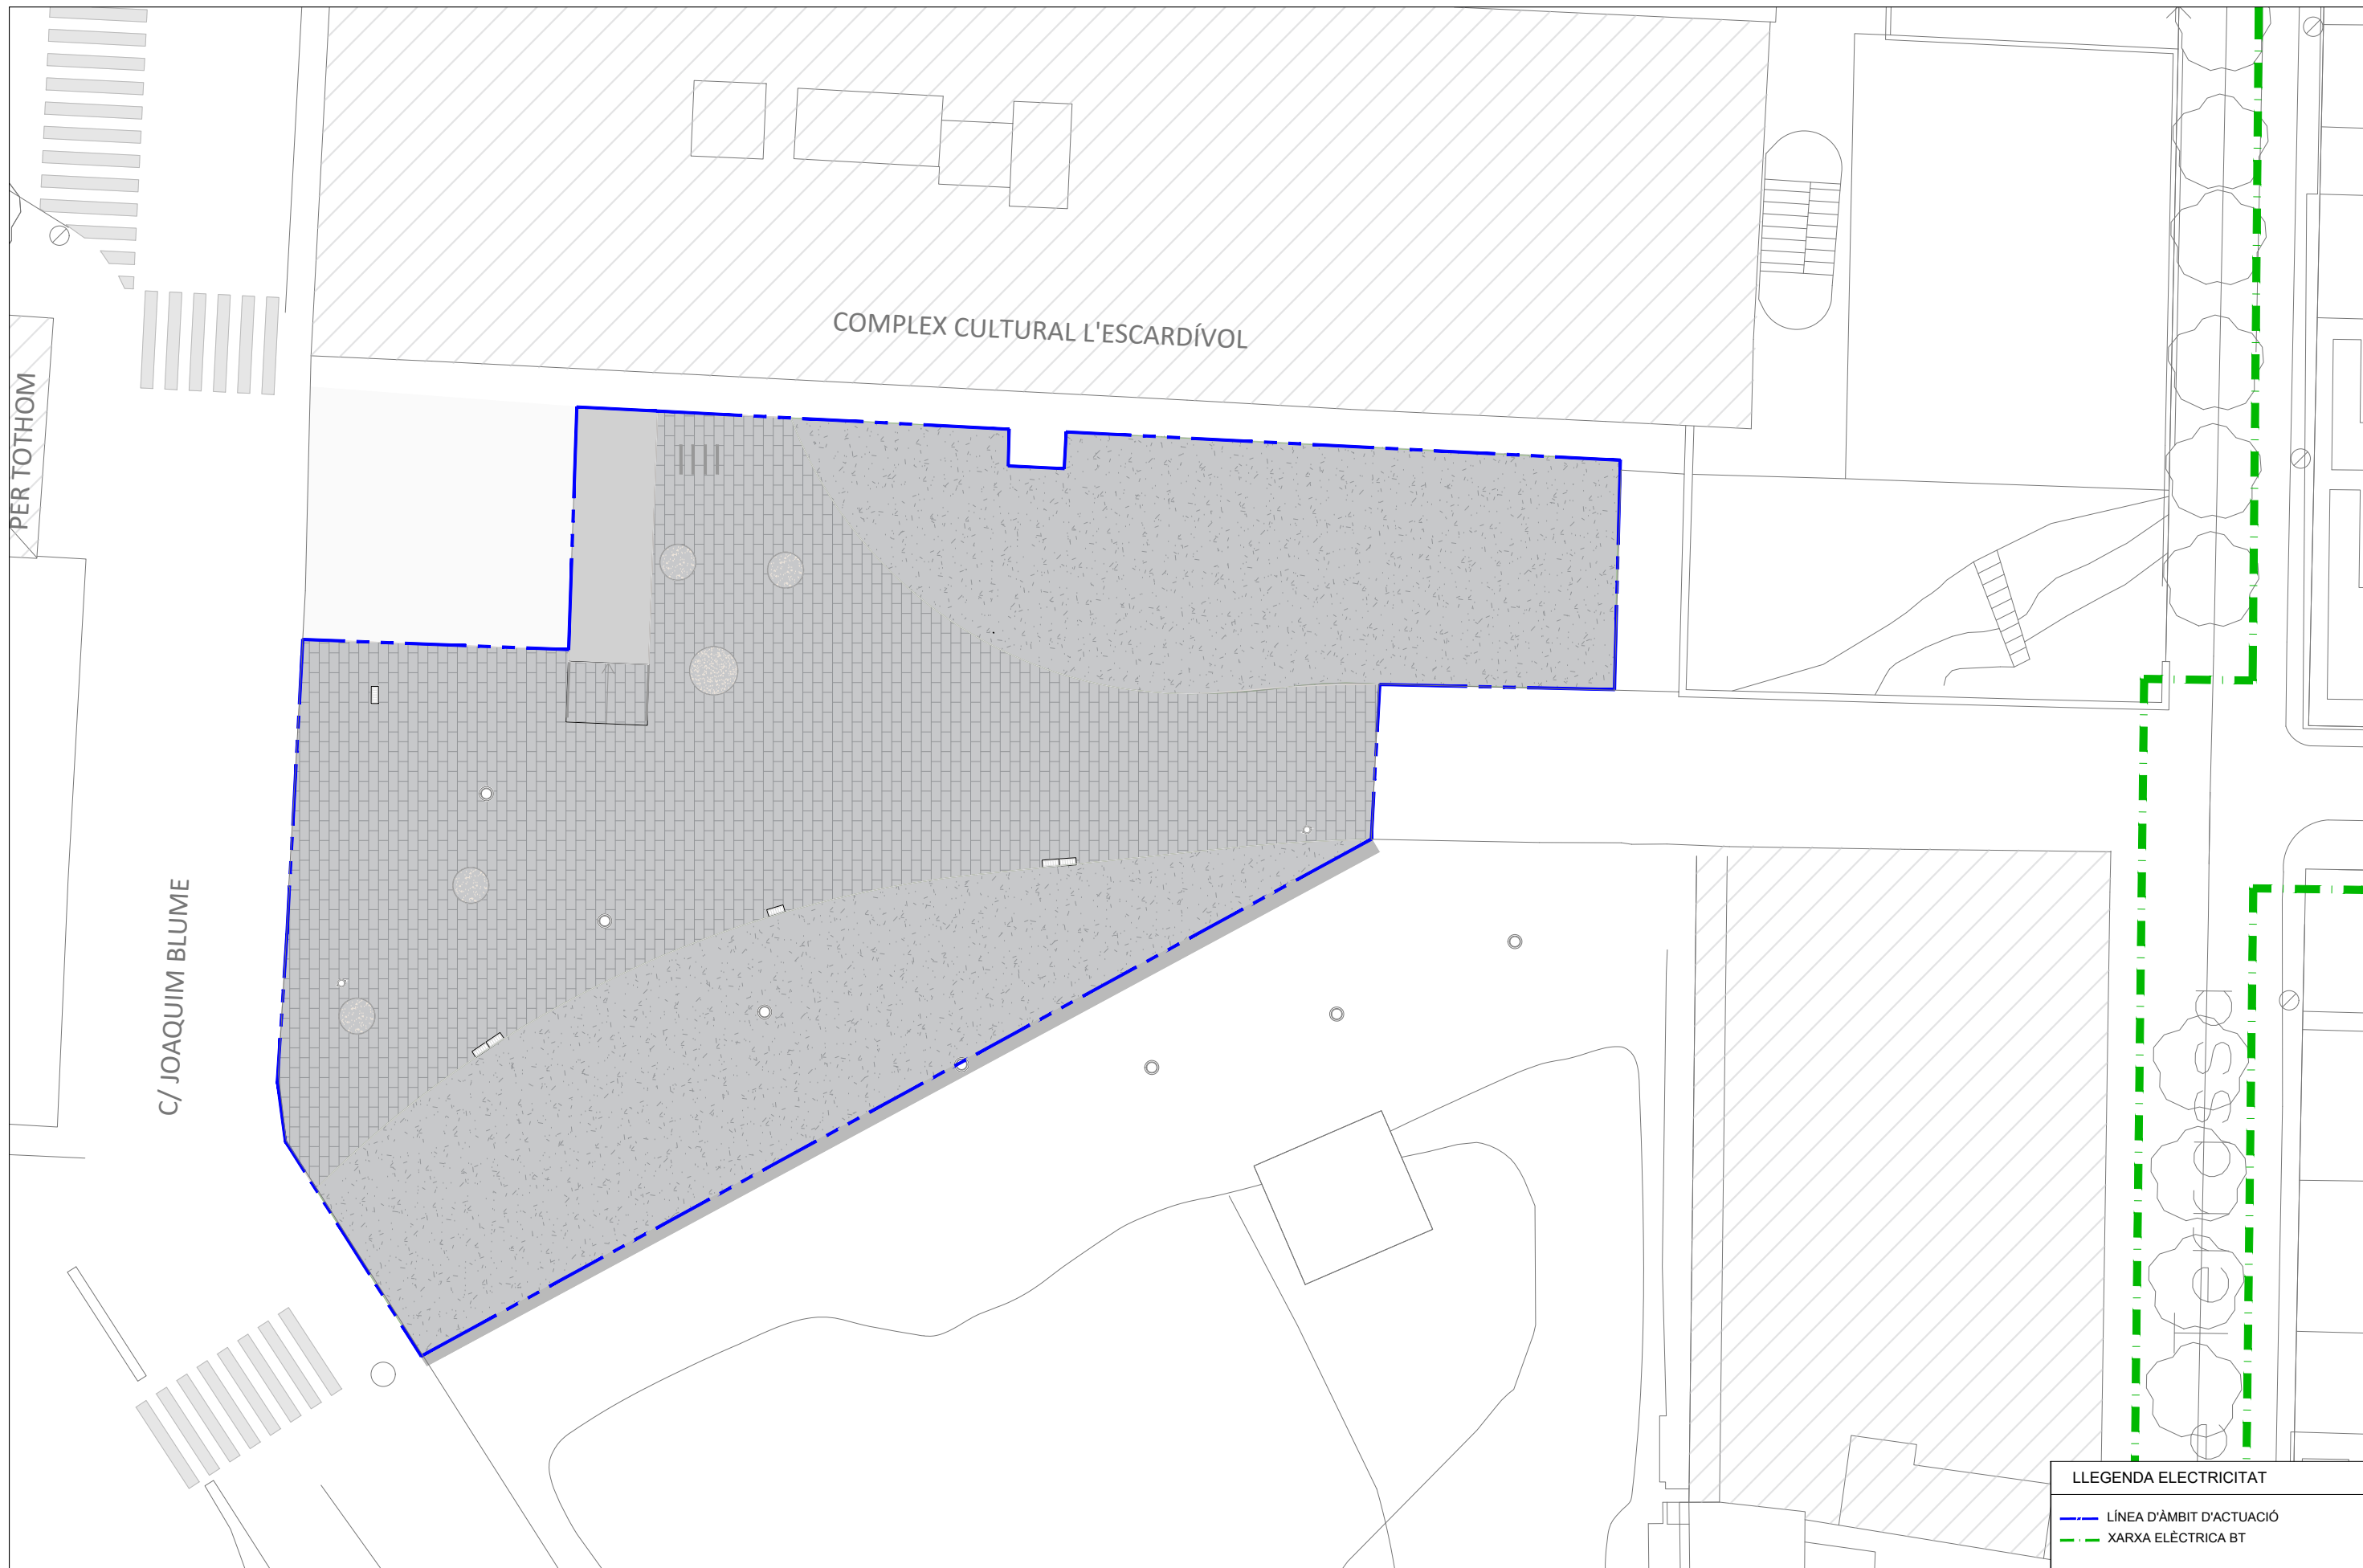 COMPLEX CULTURAL L'ESCARDÍVOL
PER TOTHOM
C/ JOAQUIM BLUME
LLEGENDA ELECTRICITAT
LÍNEA D'ÀMBIT D'ACTUACIÓ
XARXA ELÈCTRICA BT